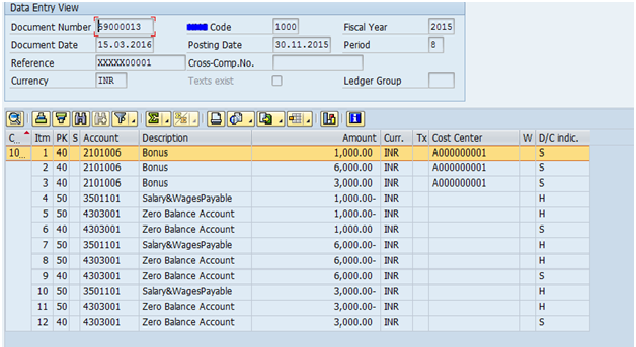 Data Entry View
Document Number 59000013 Code 1000 Fiscal Year 2015
Document Date 15.03.2016 Posting Date 30.11.2015 Period 8
Reference XXXXX00001 Cross-Comp.No.
Currency INR Texts exist Ledger Group
C.. Itm PK S Account Description Amount Curr. Tx Cost Center W D/C indic.
10.. 1 40 2101006 Bonus 1,000.00 INR A000000001 S
2 40 2101006 Bonus 6,000.00 INR A000000001 S
3 40 2101006 Bonus 3,000.00 INR A000000001 S
4 50 3501101 Salary&WagesPayable 1,000.00- INR H
5 50 4303001 Zero Balance Account 1,000.00- INR H
6 40 4303001 Zero Balance Account 1,000.00 INR S
7 50 3501101 Salary&WagesPayable 6,000.00- INR H
8 50 4303001 Zero Balance Account 6,000.00- INR H
9 40 4303001 Zero Balance Account 6,000.00 INR S
10 50 3501101 Salary&WagesPayable 3,000.00- INR H
11 50 4303001 Zero Balance Account 3,000.00- INR H
12 40 4303001 Zero Balance Account 3,000.00 INR S